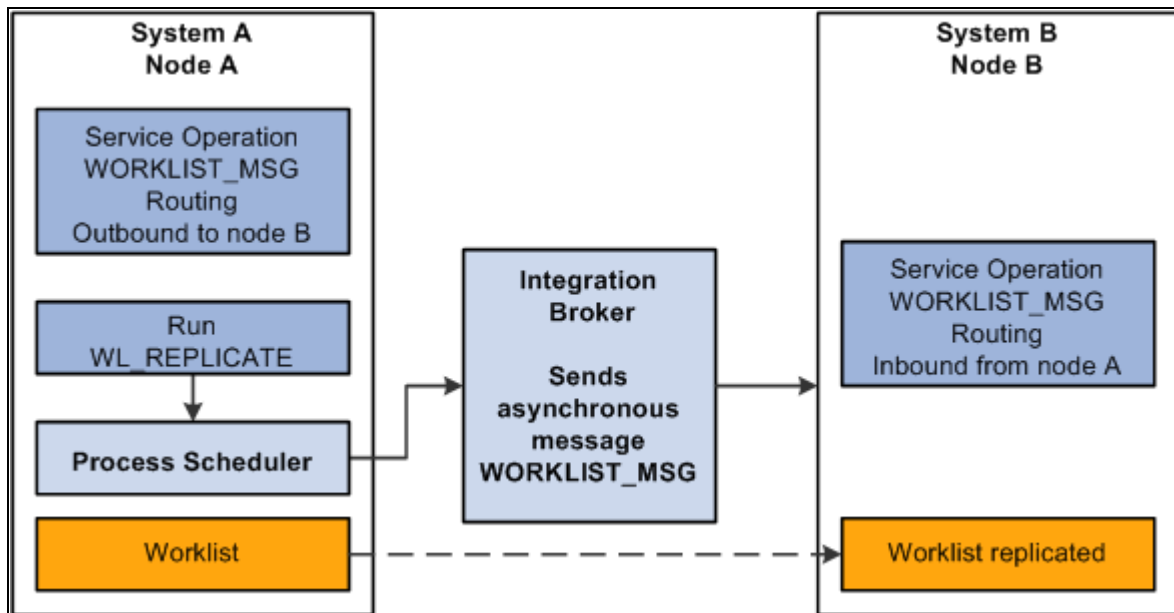 System A
Node A
Service Operation
WORKLIST_MSG
Routing
Outbound to node B
Run
WL_REPLICATE
Process Scheduler
Worklist
Integration
Broker
Sends
asynchronous
message
WORKLIST_MSG
System B
Node B
Service Operation
WORKLIST_MSG
Routing
Inbound from node A
Worklist replicated